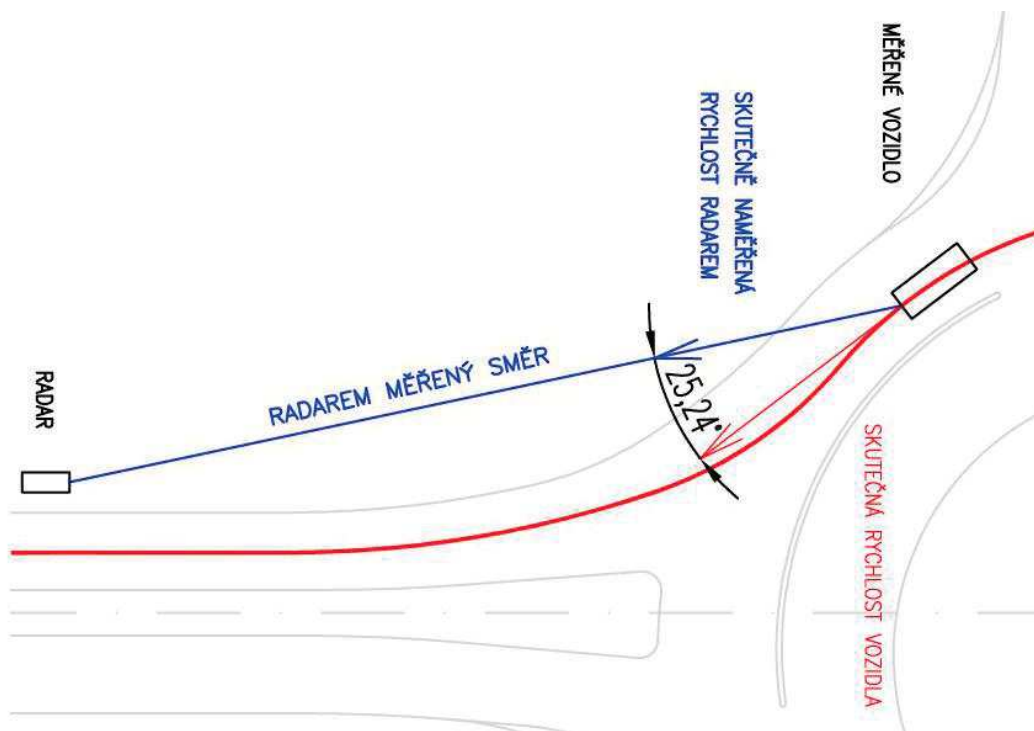 MĚŘENÉ VOZIDLO
SKUTEČNĚ NAMĚŘENÁ
RYCHLOST RADAREM
RADAREM MĚŘENÝ SMĚR
25,24°
RADAR
SKUTEČNÁ RYCHLOST VOZIDLA